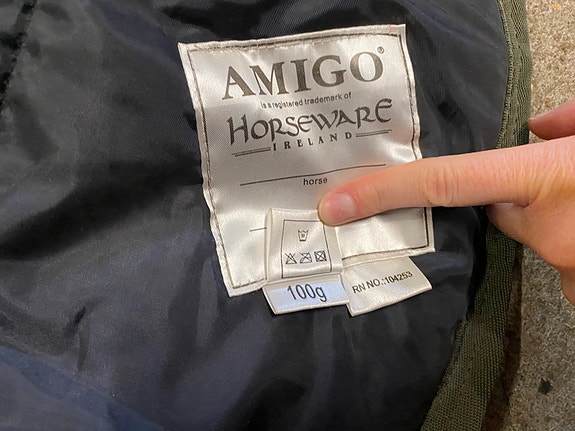 AMIGO®
is a registered trademark of
HORSEWARE
IRELAND
horse
100g
RN NO.:104253